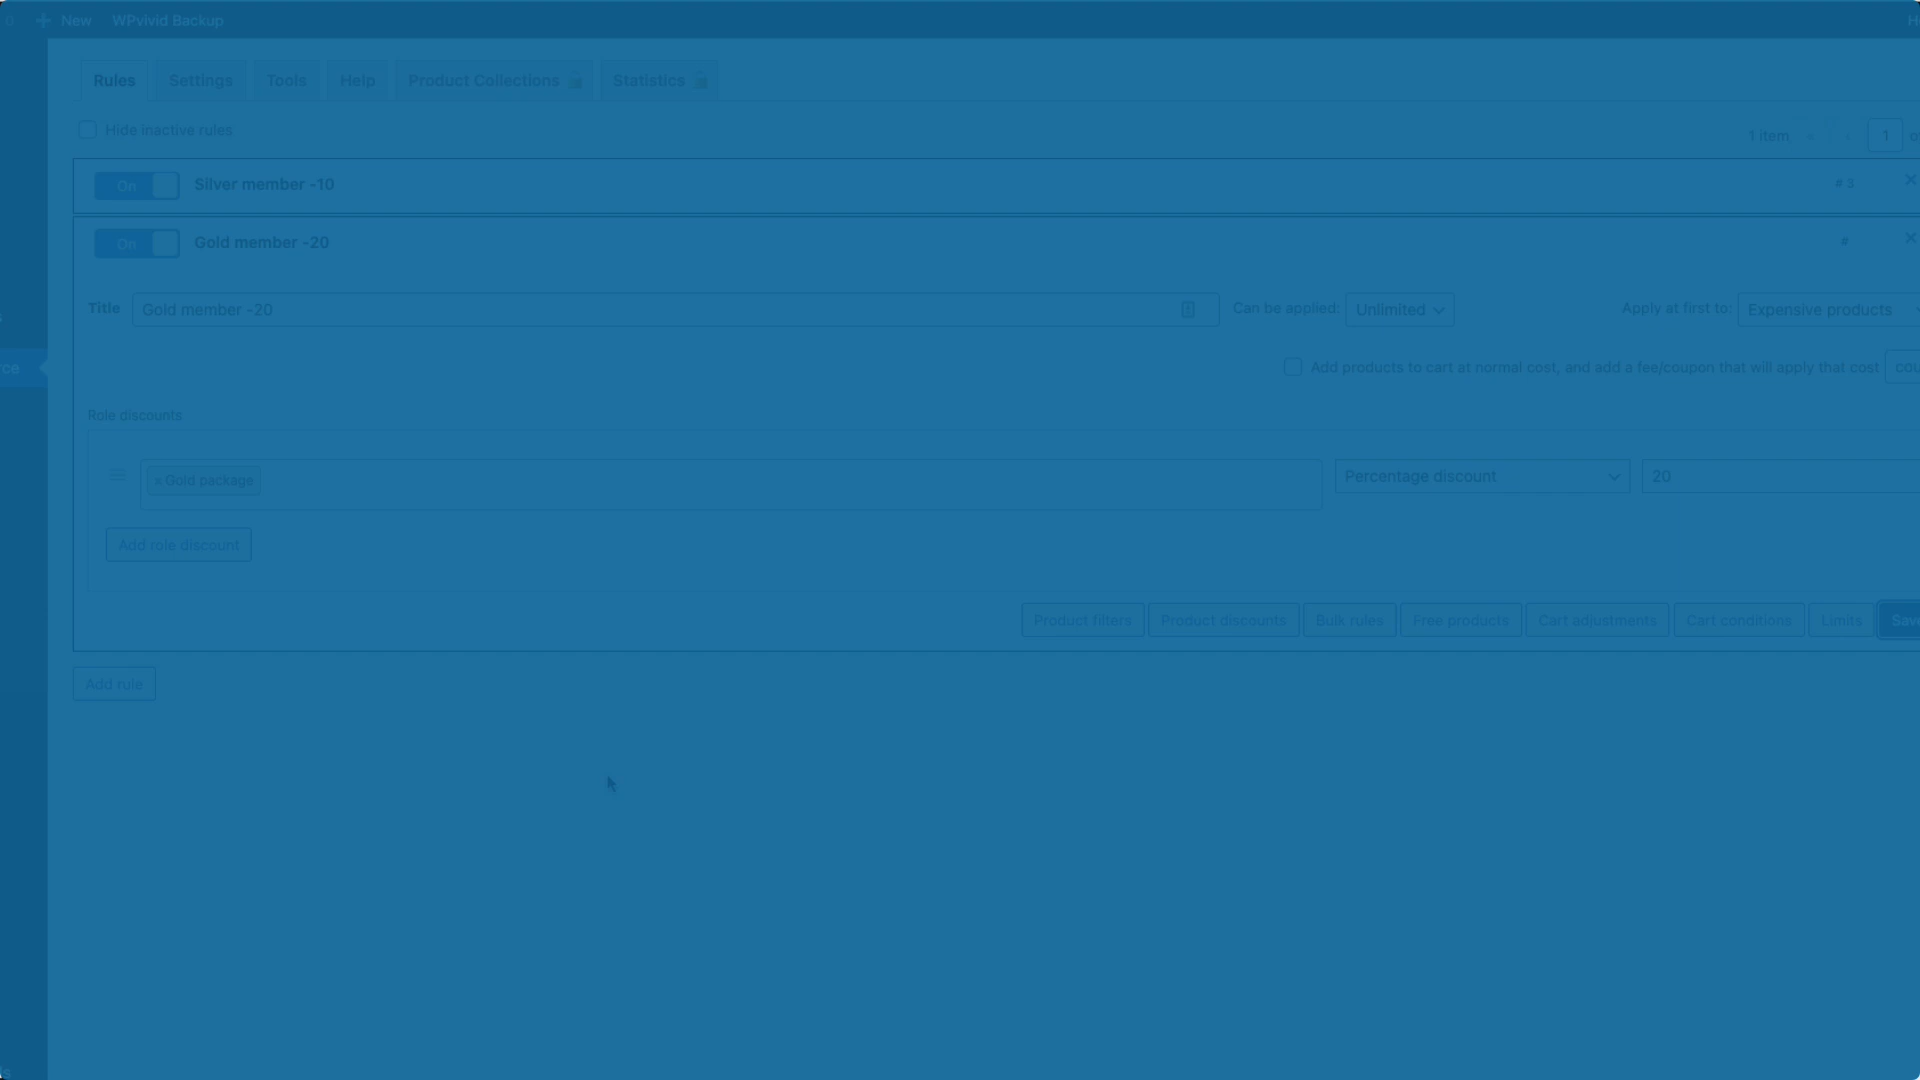 0 New WPvivid Backup
Rules Settings Tools Help Product Collections Statistics
Hide inactive rules
1 item 1
On Silver member -10 # 3 ×
On Gold member -20 # ×
Title Gold member -20 Can be applied: Unlimited Apply at first to: Expensive products
Add products to cart at normal cost, and add a fee/coupon that will apply that cost cou
Role discounts
x Gold package Percentage discount 20
Add role discount
Product filters Product discounts Bulk rules Free products Cart adjustments Cart conditions Limits Save
Add rule